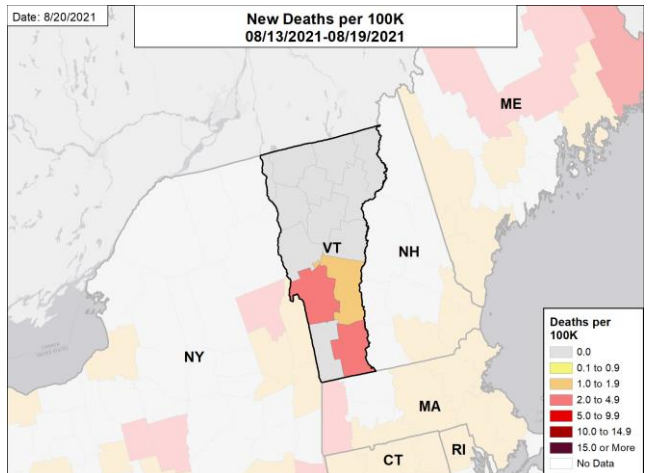 Date: 8/20/2021
New Deaths per 100K
08/13/2021-08/19/2021
ME
VT
NH
NY
MA
CT
RI
Deaths per
100K
0.0
0.1 to 0.9
1.0 to 1.9
2.0 to 4.9
5.0 to 9.9
10.0 to 14.9
15.0 or More
No Data